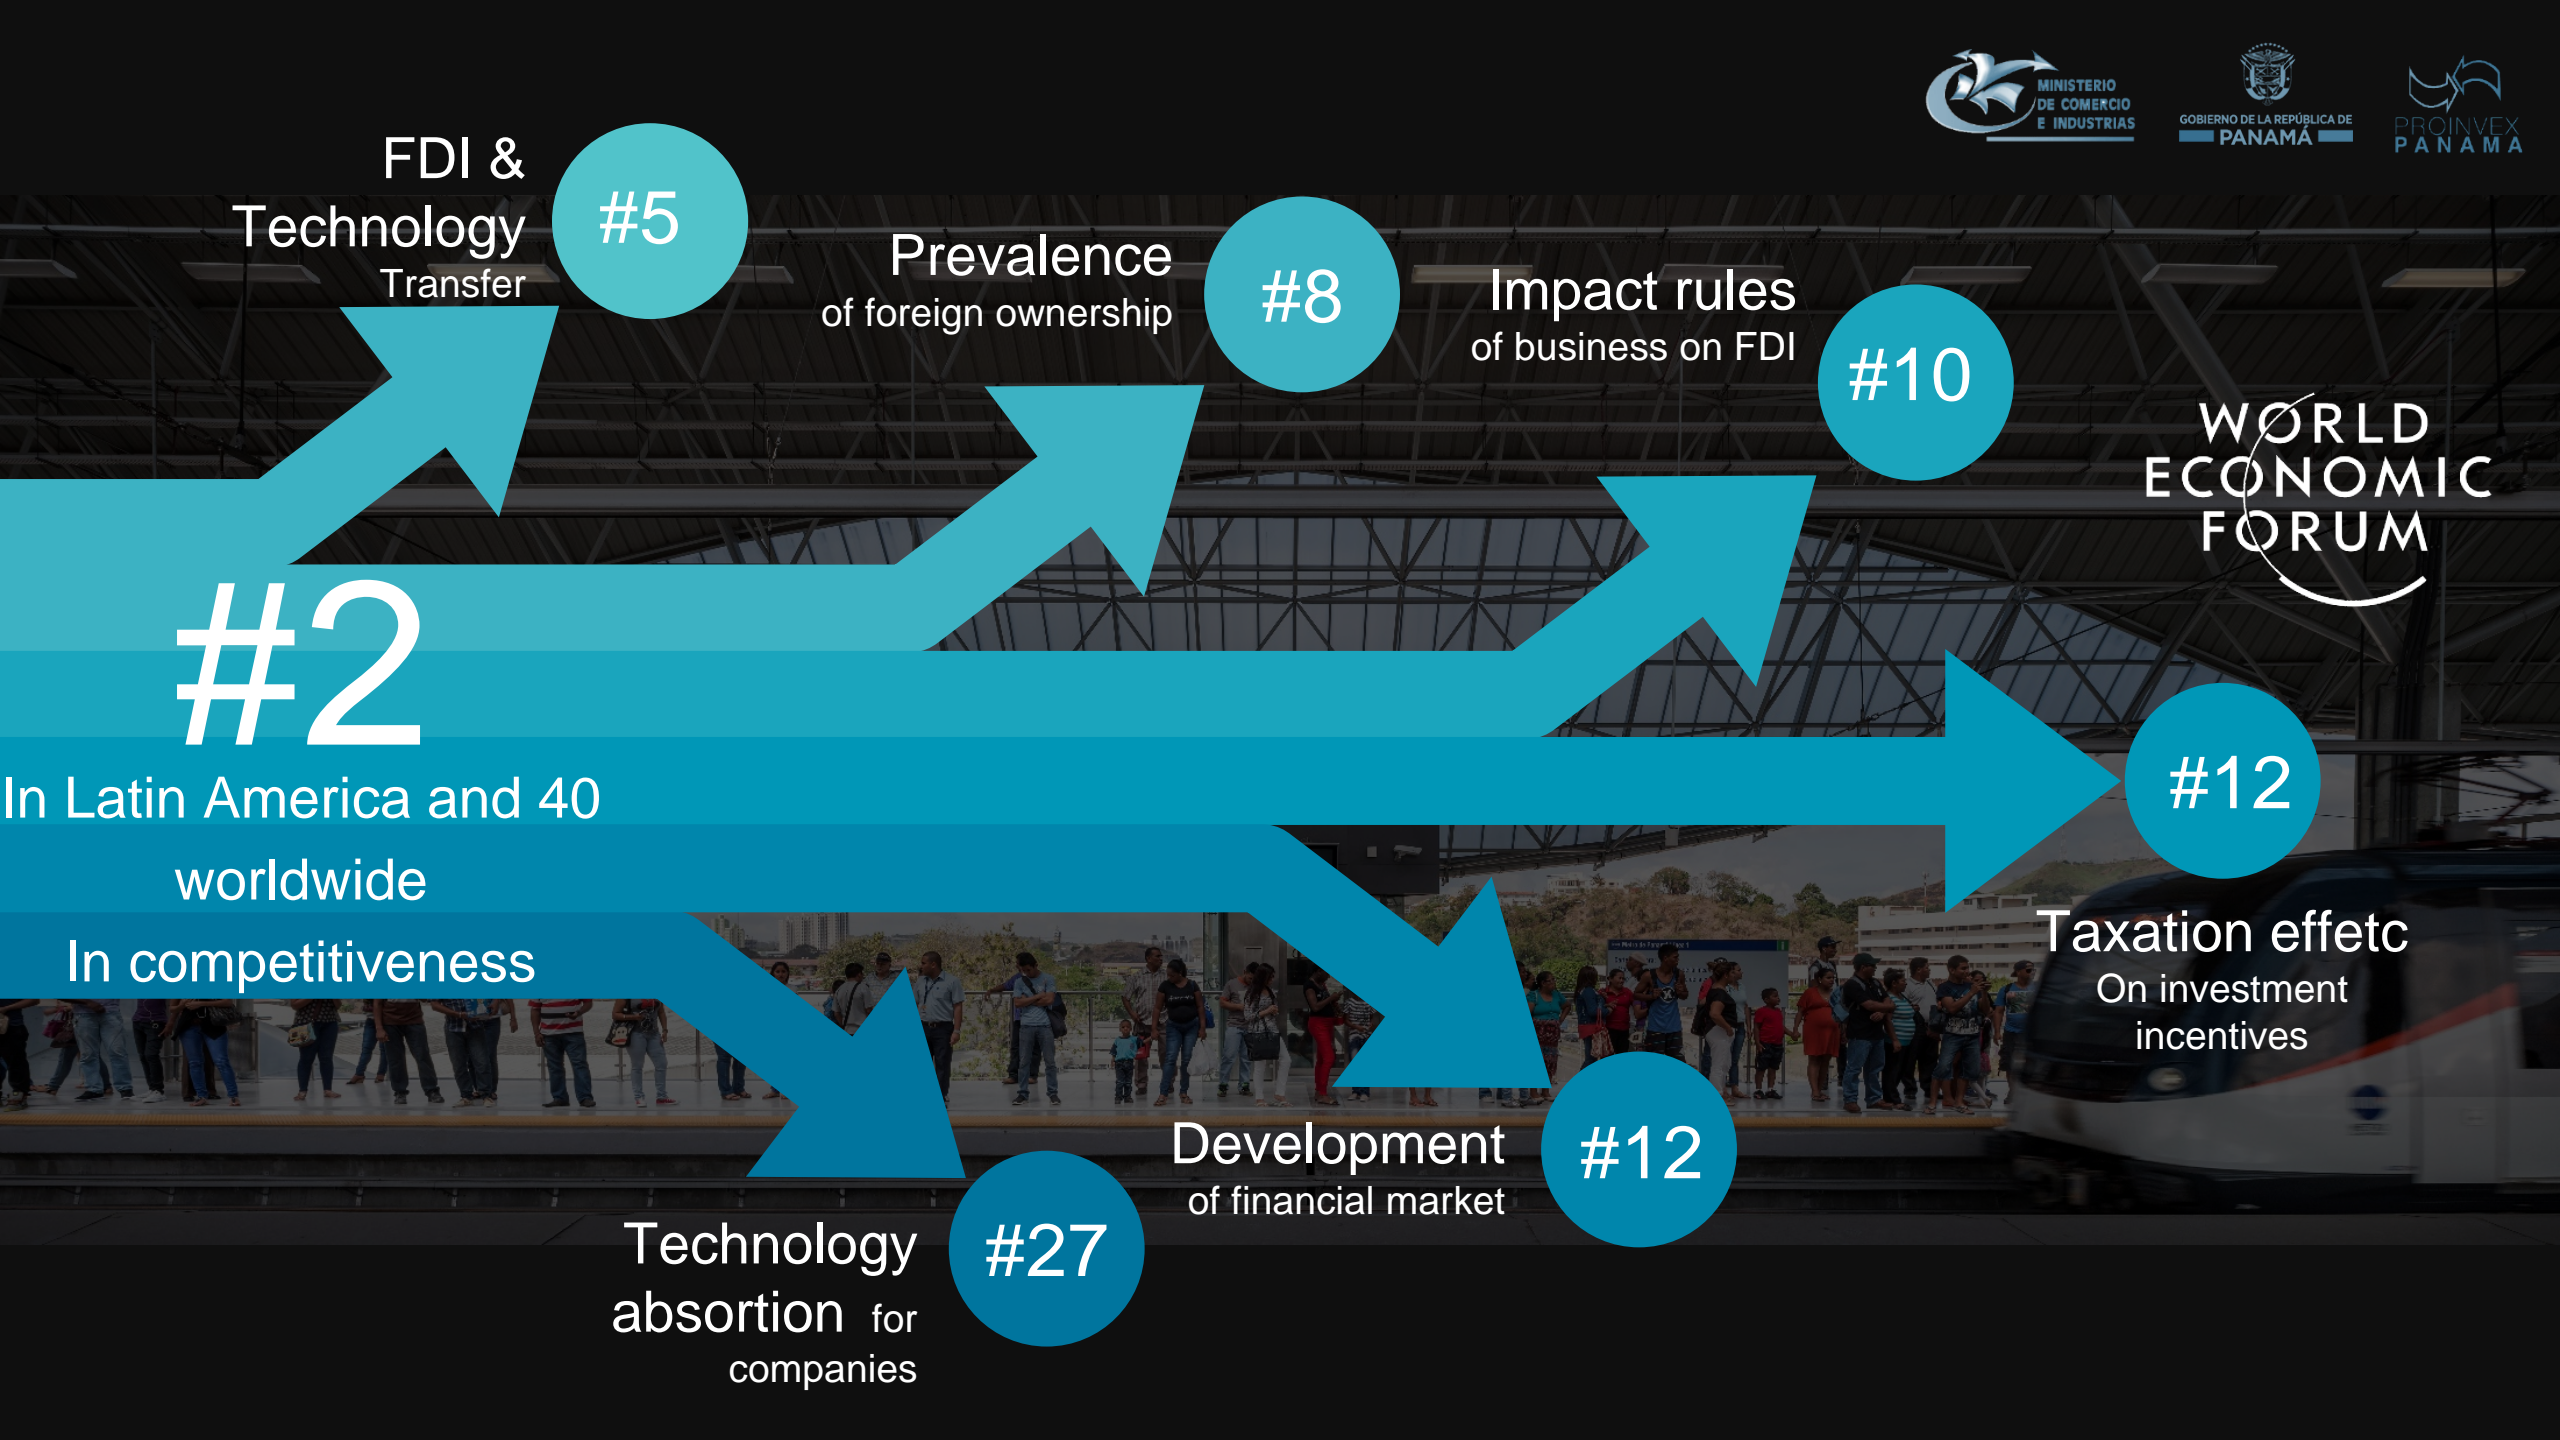 MINISTERIO
DE COMERCIO
E INDUSTRIAS
GOBIERNO DE LA REPÚBLICA DE
PANAMÁ
PROINVEX
PANAMA
FDI &
Technology
Transfer
#5
Prevalence
of foreign ownership
#8
Impact rules
of business on FDI
#10
WORLD
ECONOMIC
FORUM
#2
In Latin America and 40
worldwide
In competitiveness
#12
Taxation effetc
On investment
incentives
Development
of financial market
#12
Technology
absortion for
companies
#27